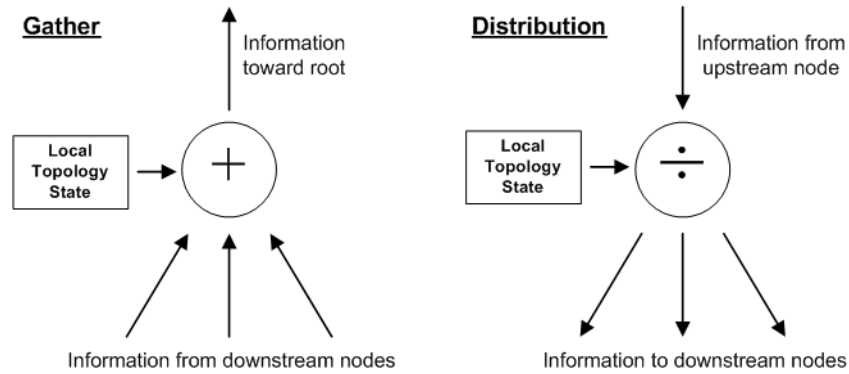 Gather
Information
toward root
Local
Topology
State
+
Information from downstream nodes
Distribution
Information from
upstream node
Local
Topology
State
÷
Information to downstream nodes